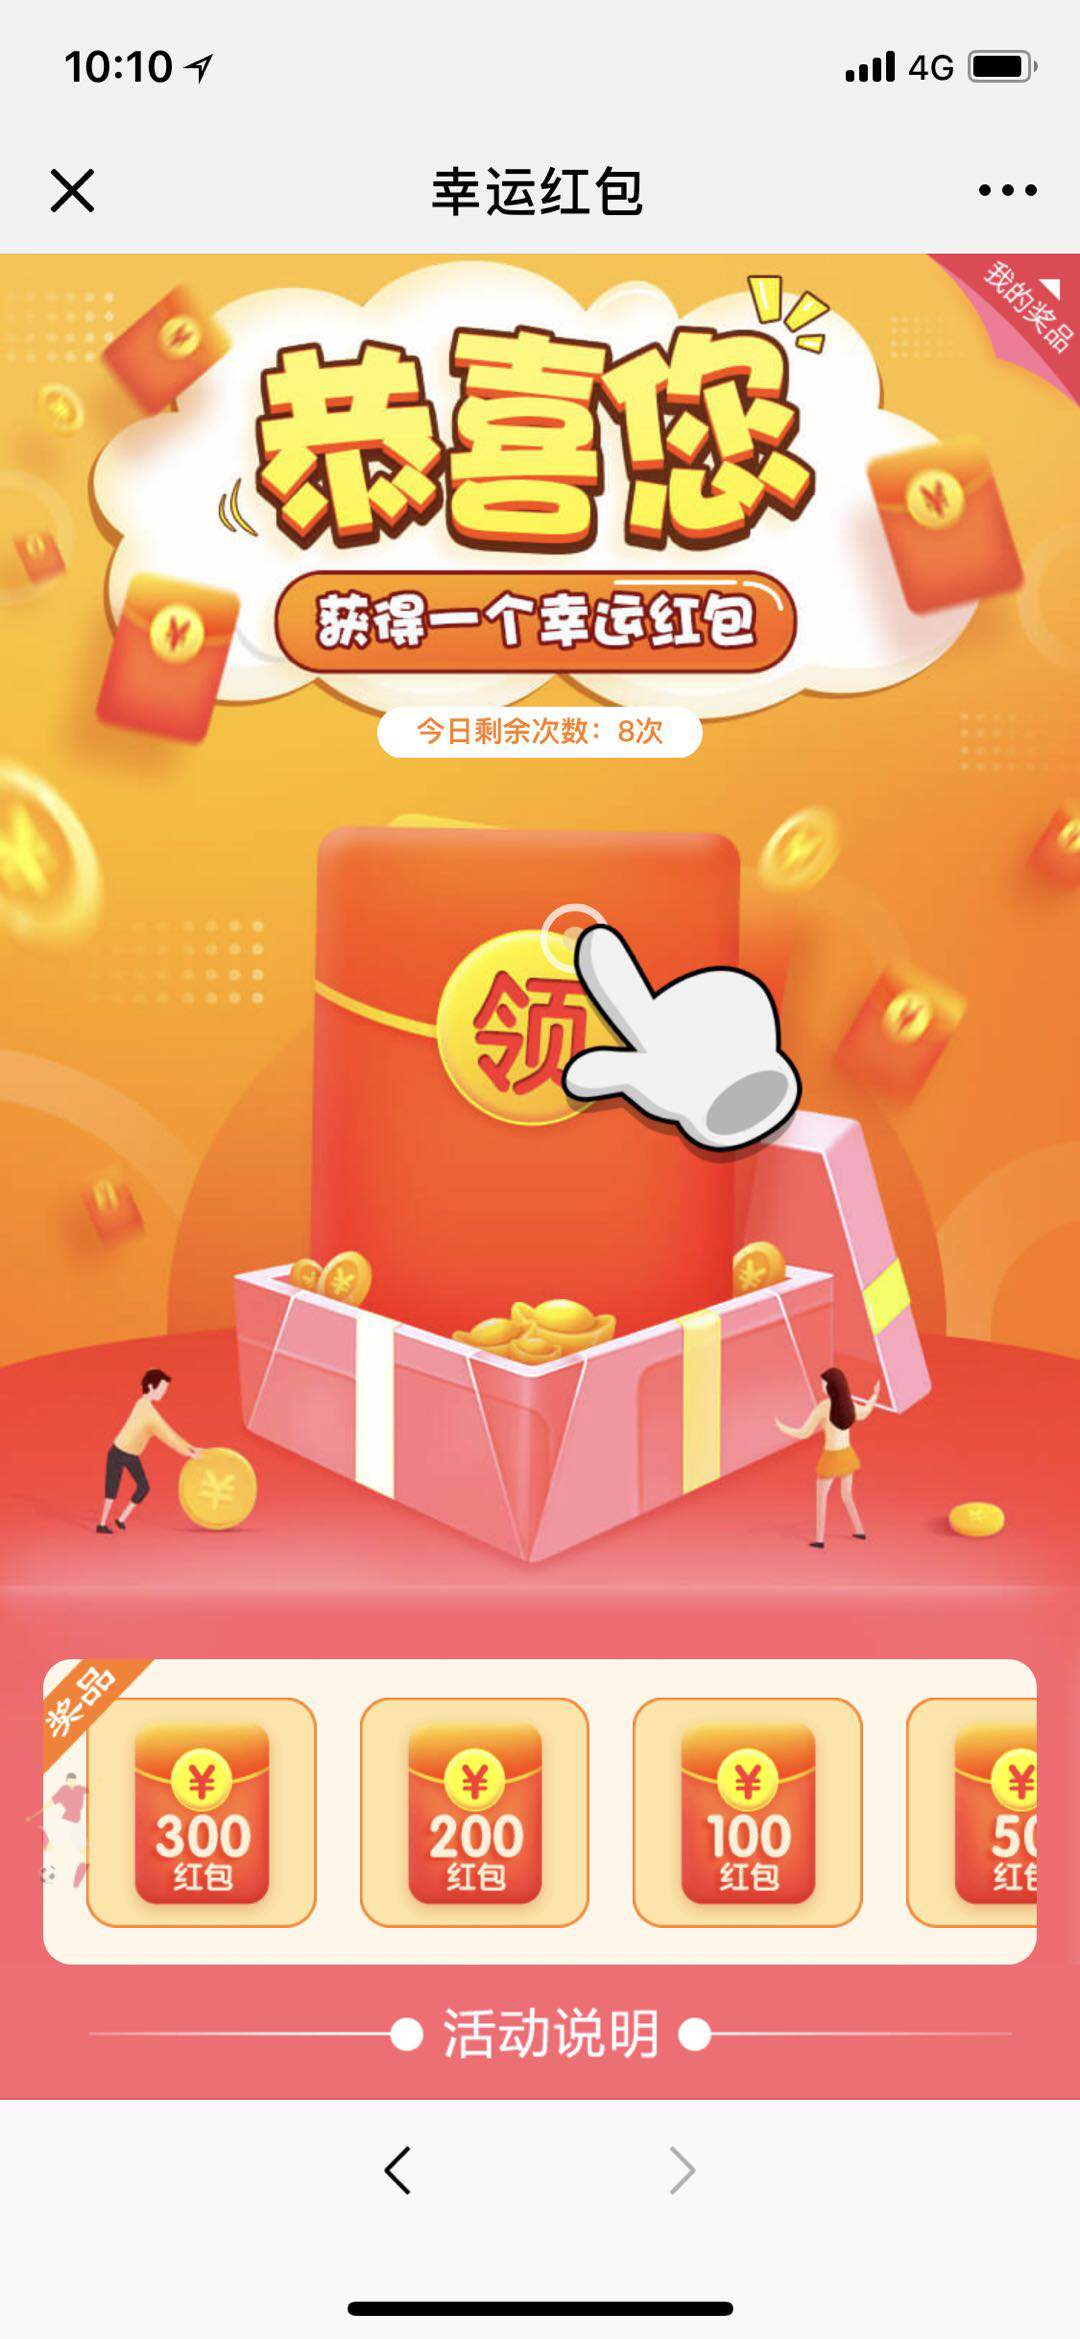 10:10
4G
幸运红包
我的奖品
恭喜您
获得一个幸运红包
今日剩余次数：8次
领
奖品
¥ ¥ ¥ ¥
300 200 100 50
红包 红包 红包 红包
活动说明